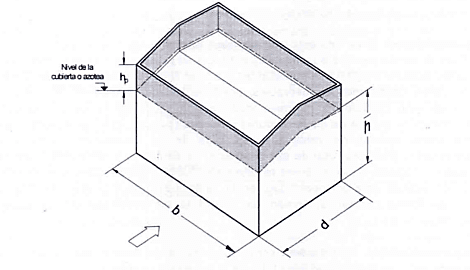 Nivel de la
cubierta o azotea
hp
h
b
d